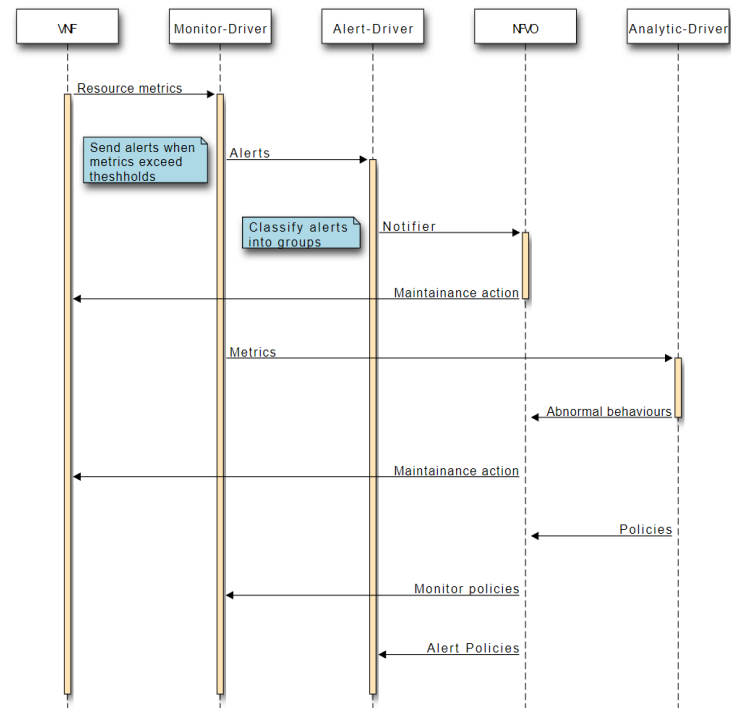 VNF
Monitor-Driver
Alert-Driver
NFVO
Analytic-Driver
Resource metrics
Send alerts when
metrics exceed
theshholds
Alerts
Classify alerts
into groups
Notifier
Maintainance action
Metrics
Abnormal behaviours
Maintainance action
Policies
Monitor policies
Alert Policies